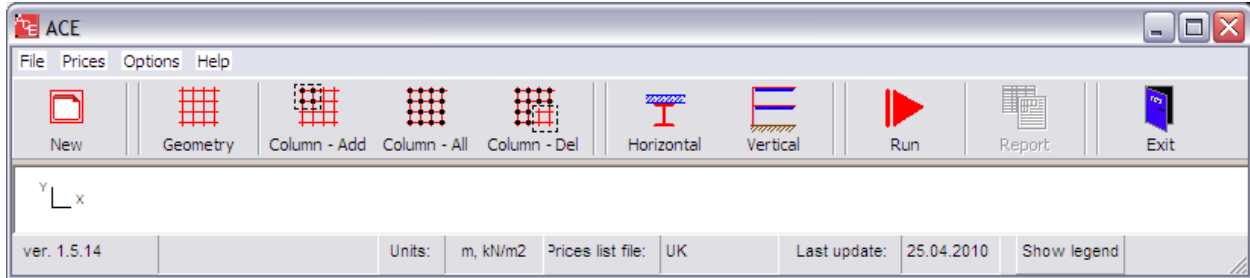 ACE
File Prices Options Help
New Geometry Column - Add Column - All Column - Del Horizontal Vertical Run Report Exit
Y
X
ver. 1.5.14 Units: m, kN/m2 Prices list file: UK Last update: 25.04.2010 Show legend